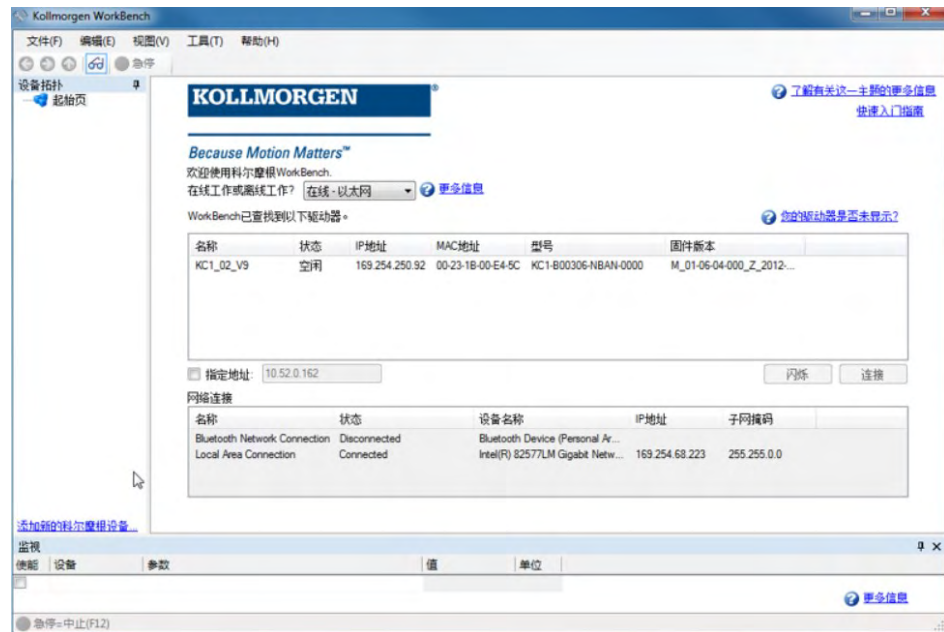 Kollmorgen WorkBench
文件(F) 编辑(E) 视图(V) 工具(T) 帮助(H)
急停
设备拓扑
起始页
KOLLMORGEN®
Because Motion Matters™
了解有关这一主题的更多信息
快速入门指南
欢迎使用科尔摩根WorkBench.
在线工作或离线工作? 在线 - 以太网 更多信息
WorkBench已查找到以下驱动器。
您的驱动器是否未显示?
名称 状态 IP地址 MAC地址 型号 固件版本
KC1_02_V9 空闲 169.254.250.92 00-23-1B-00-E4-5C KC1-B00306-NBAN-0000 M_01-06-04-000_Z_2012-...
指定地址: 10.52.0.162 闪烁 连接
网络连接
名称 状态 设备名称 IP地址 子网掩码
Bluetooth Network Connection Disconnected Bluetooth Device (Personal Ar...
Local Area Connection Connected Intel(R) 82577LM Gigabit Netw... 169.254.68.223 255.255.0.0
添加新的科尔摩根设备...
监视
使能 设备 参数 值 单位
更多信息
急停=中止(F12)